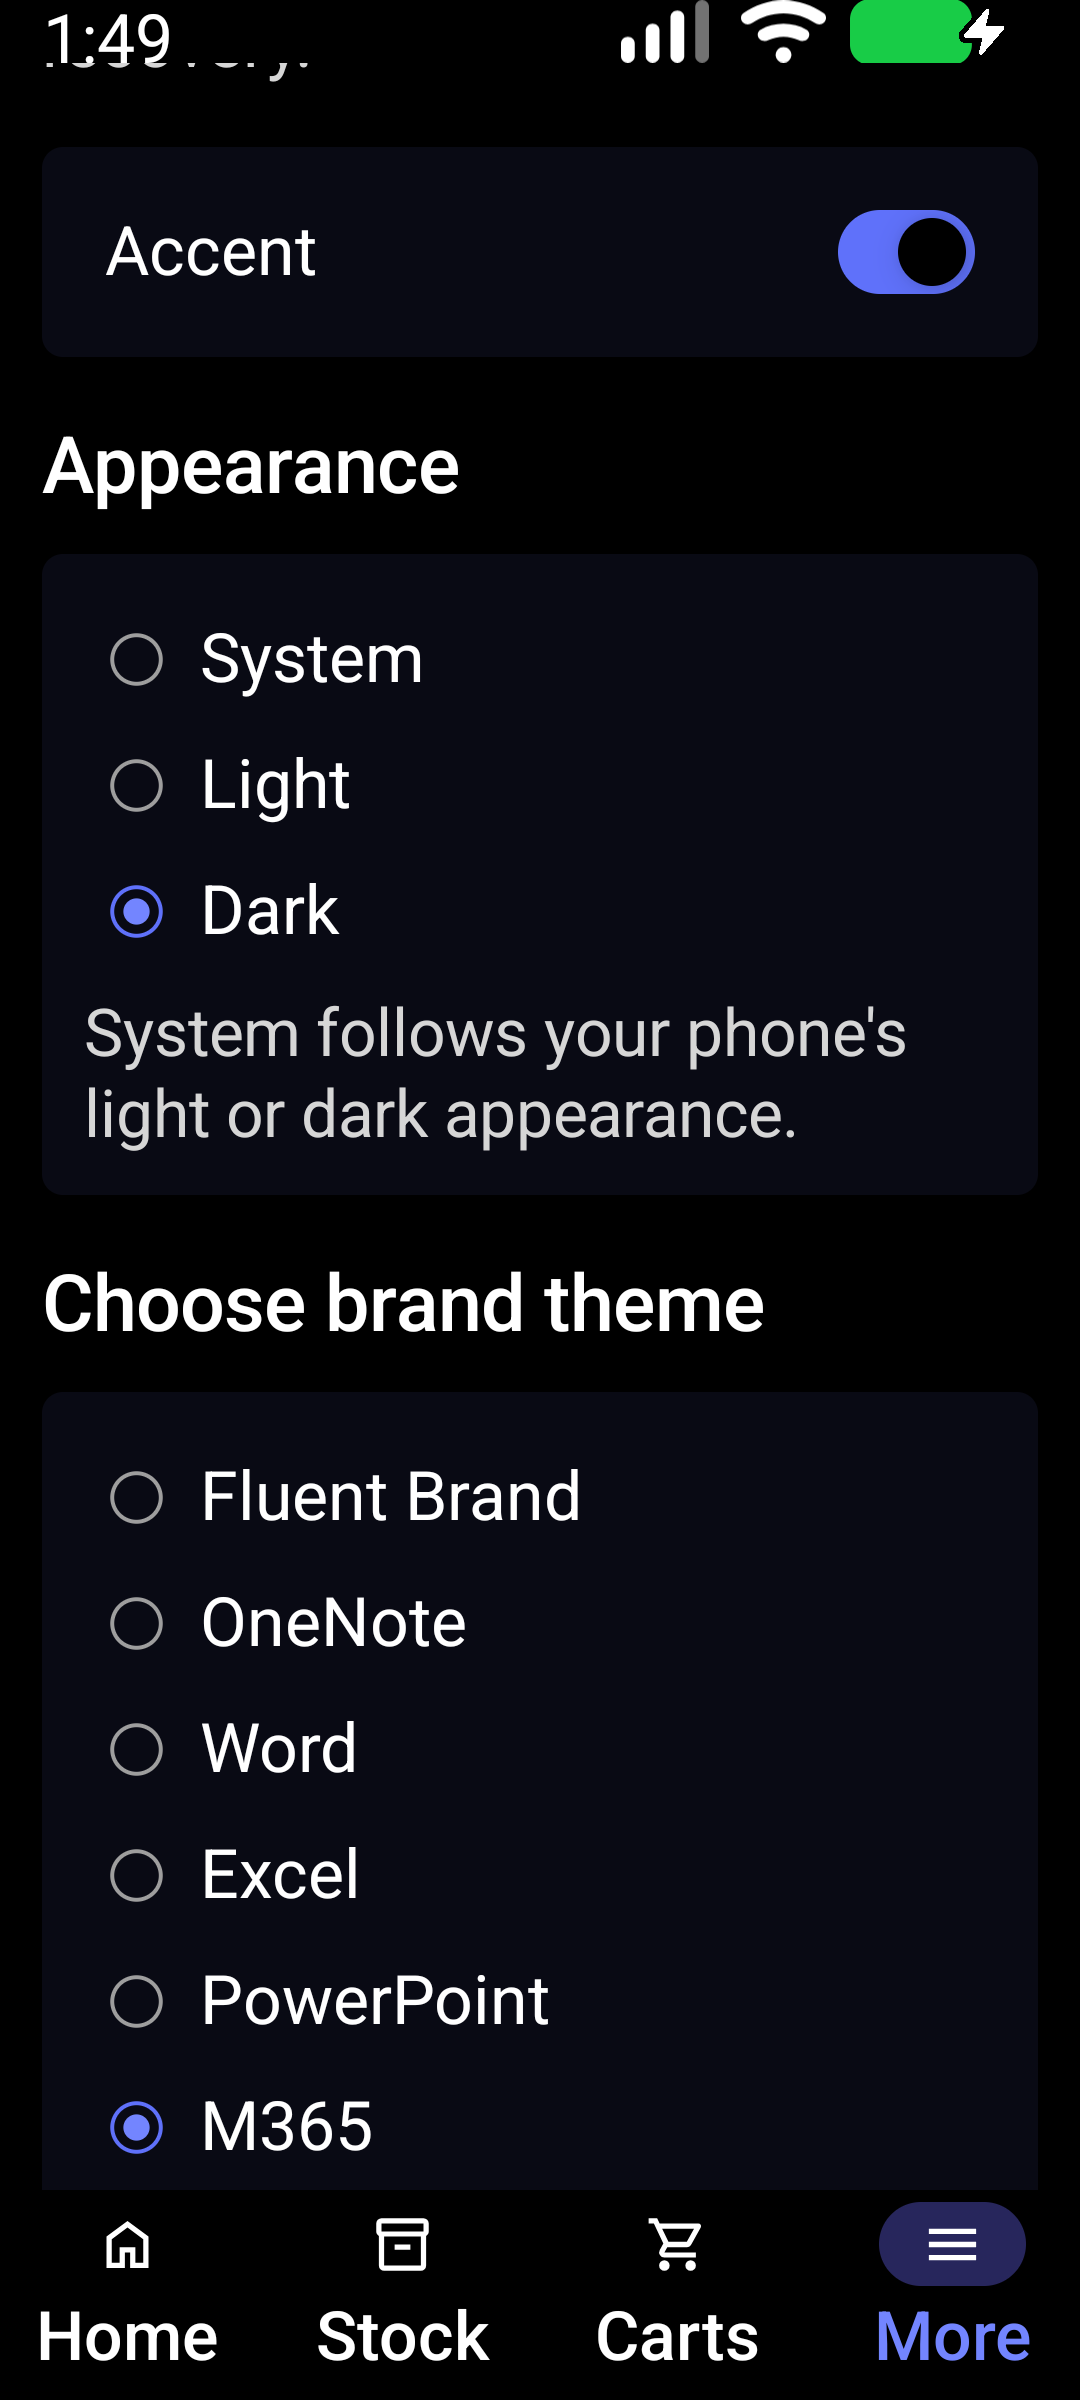 1:49
Accent
Appearance
System
Light
Dark
System follows your phone's
light or dark appearance.
Choose brand theme
Fluent Brand
OneNote
Word
Excel
PowerPoint
M365
Home
Stock
Carts
More